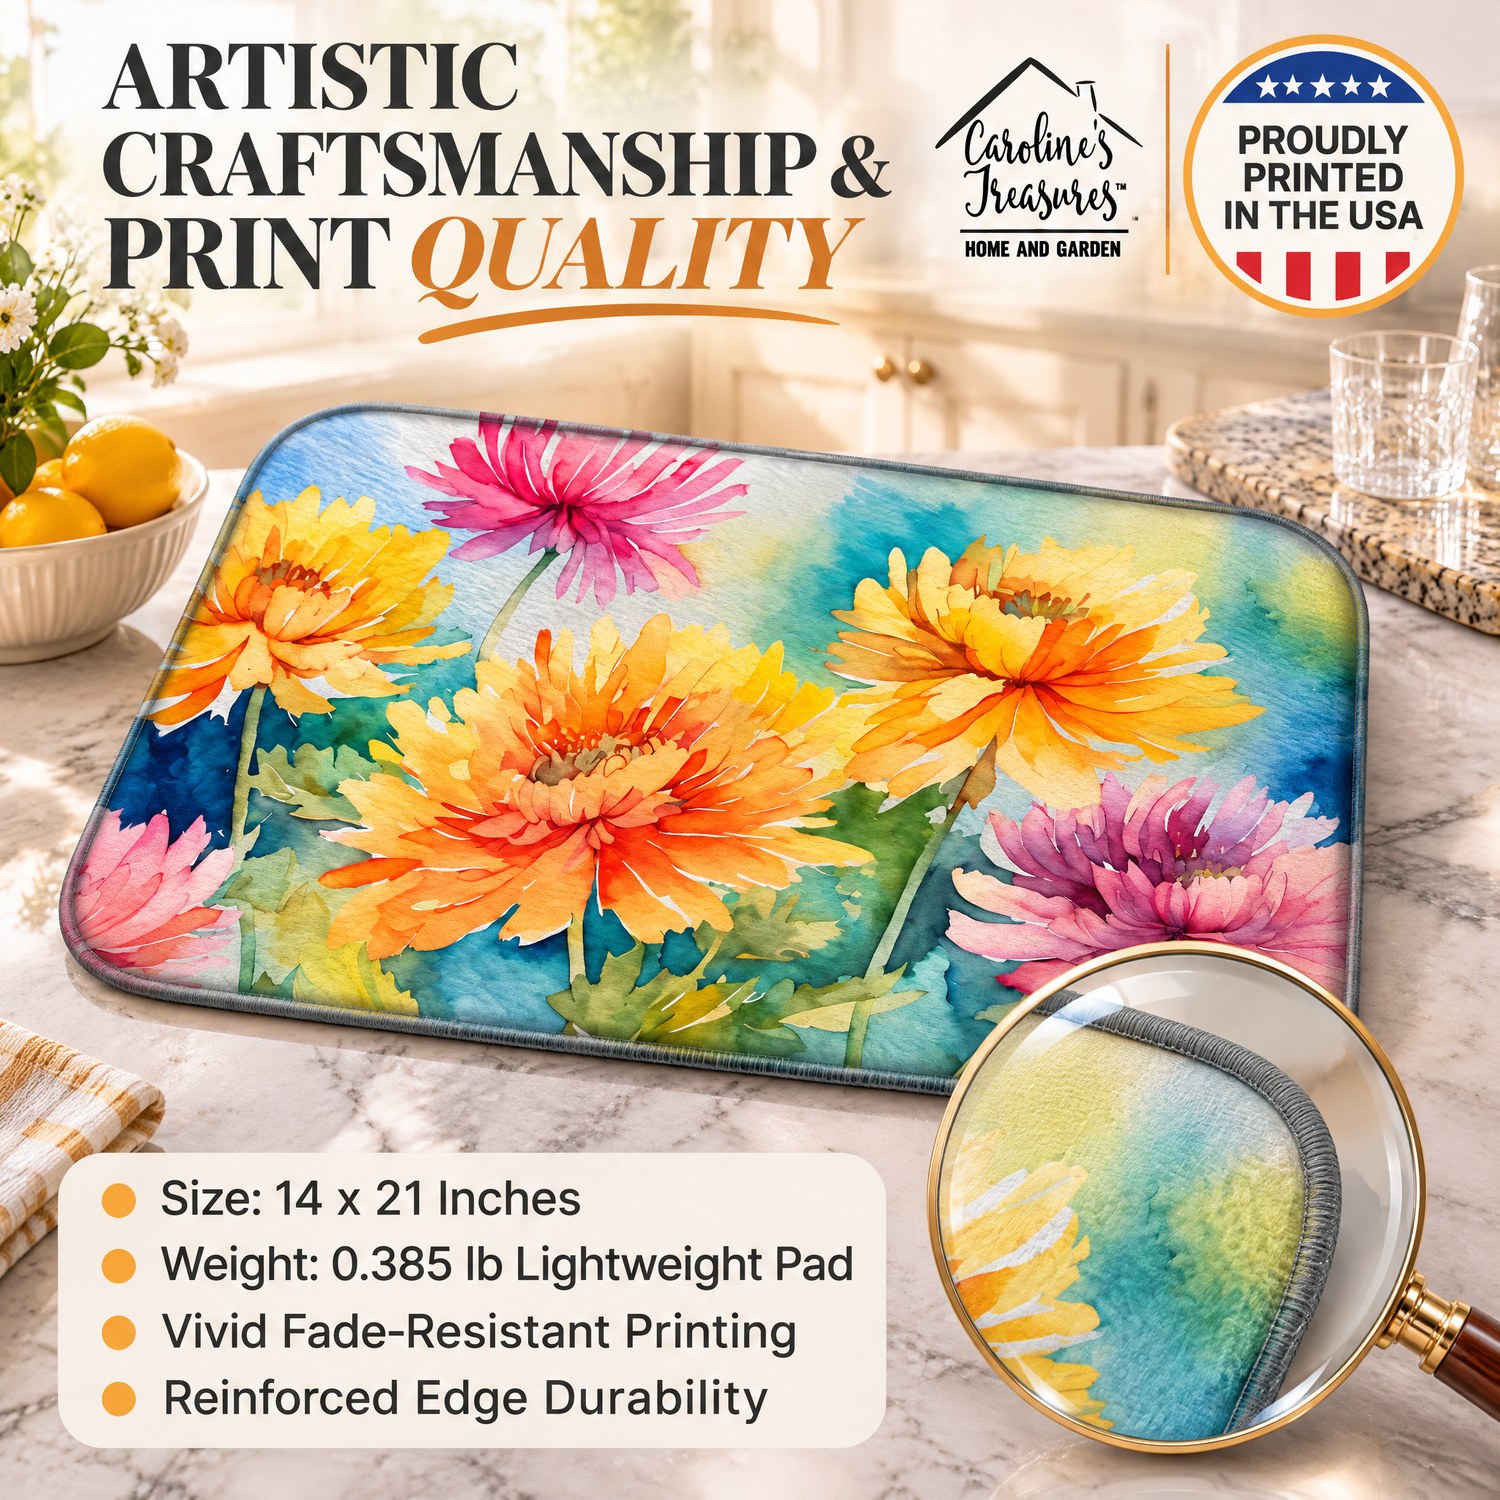 ARTISTIC
CRAFTSMANSHIP &
PRINT QUALITY
Caroline's
Treasures™
HOME AND GARDEN
PROUDLY
PRINTED
IN THE USA
Size: 14 x 21 Inches
Weight: 0.385 lb Lightweight Pad
Vivid Fade-Resistant Printing
Reinforced Edge Durability